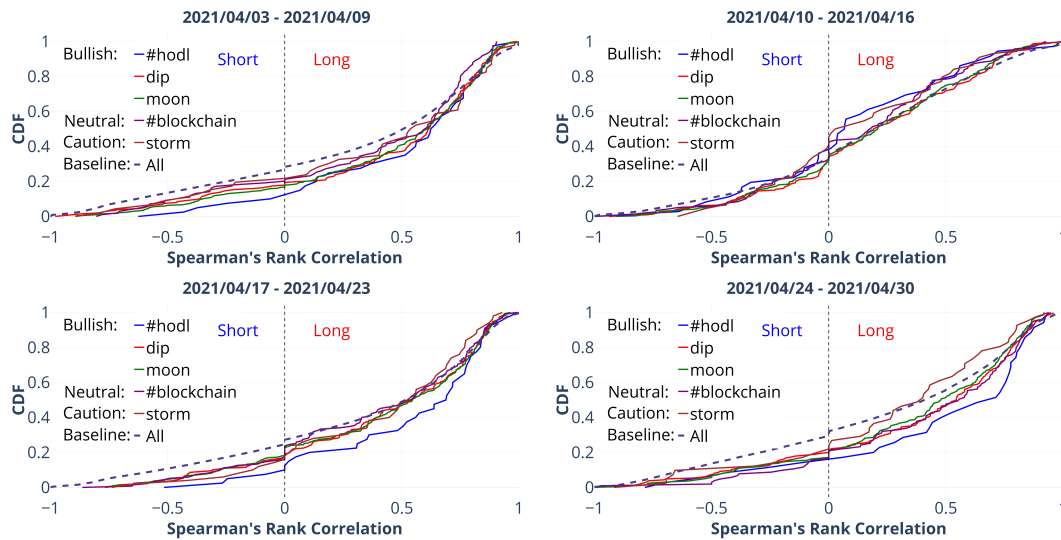 2021/04/03 - 2021/04/09
CDF
1
0.8
0.6
0.4
0.2
0
Bullish: #hodl
dip
moon
Neutral: #blockchain
Caution: storm
Baseline: All
Short Long
−1 −0.5 0 0.5 1
Spearman's Rank Correlation
2021/04/10 - 2021/04/16
CDF
1
0.8
0.6
0.4
0.2
0
Bullish: #hodl
dip
moon
Neutral: #blockchain
Caution: storm
Baseline: All
Short Long
−1 −0.5 0 0.5 1
Spearman's Rank Correlation
2021/04/17 - 2021/04/23
CDF
1
0.8
0.6
0.4
0.2
0
Bullish: #hodl
dip
moon
Neutral: #blockchain
Caution: storm
Baseline: All
Short Long
−1 −0.5 0 0.5 1
Spearman's Rank Correlation
2021/04/24 - 2021/04/30
CDF
1
0.8
0.6
0.4
0.2
0
Bullish: #hodl
dip
moon
Neutral: #blockchain
Caution: storm
Baseline: All
Short Long
−1 −0.5 0 0.5 1
Spearman's Rank Correlation